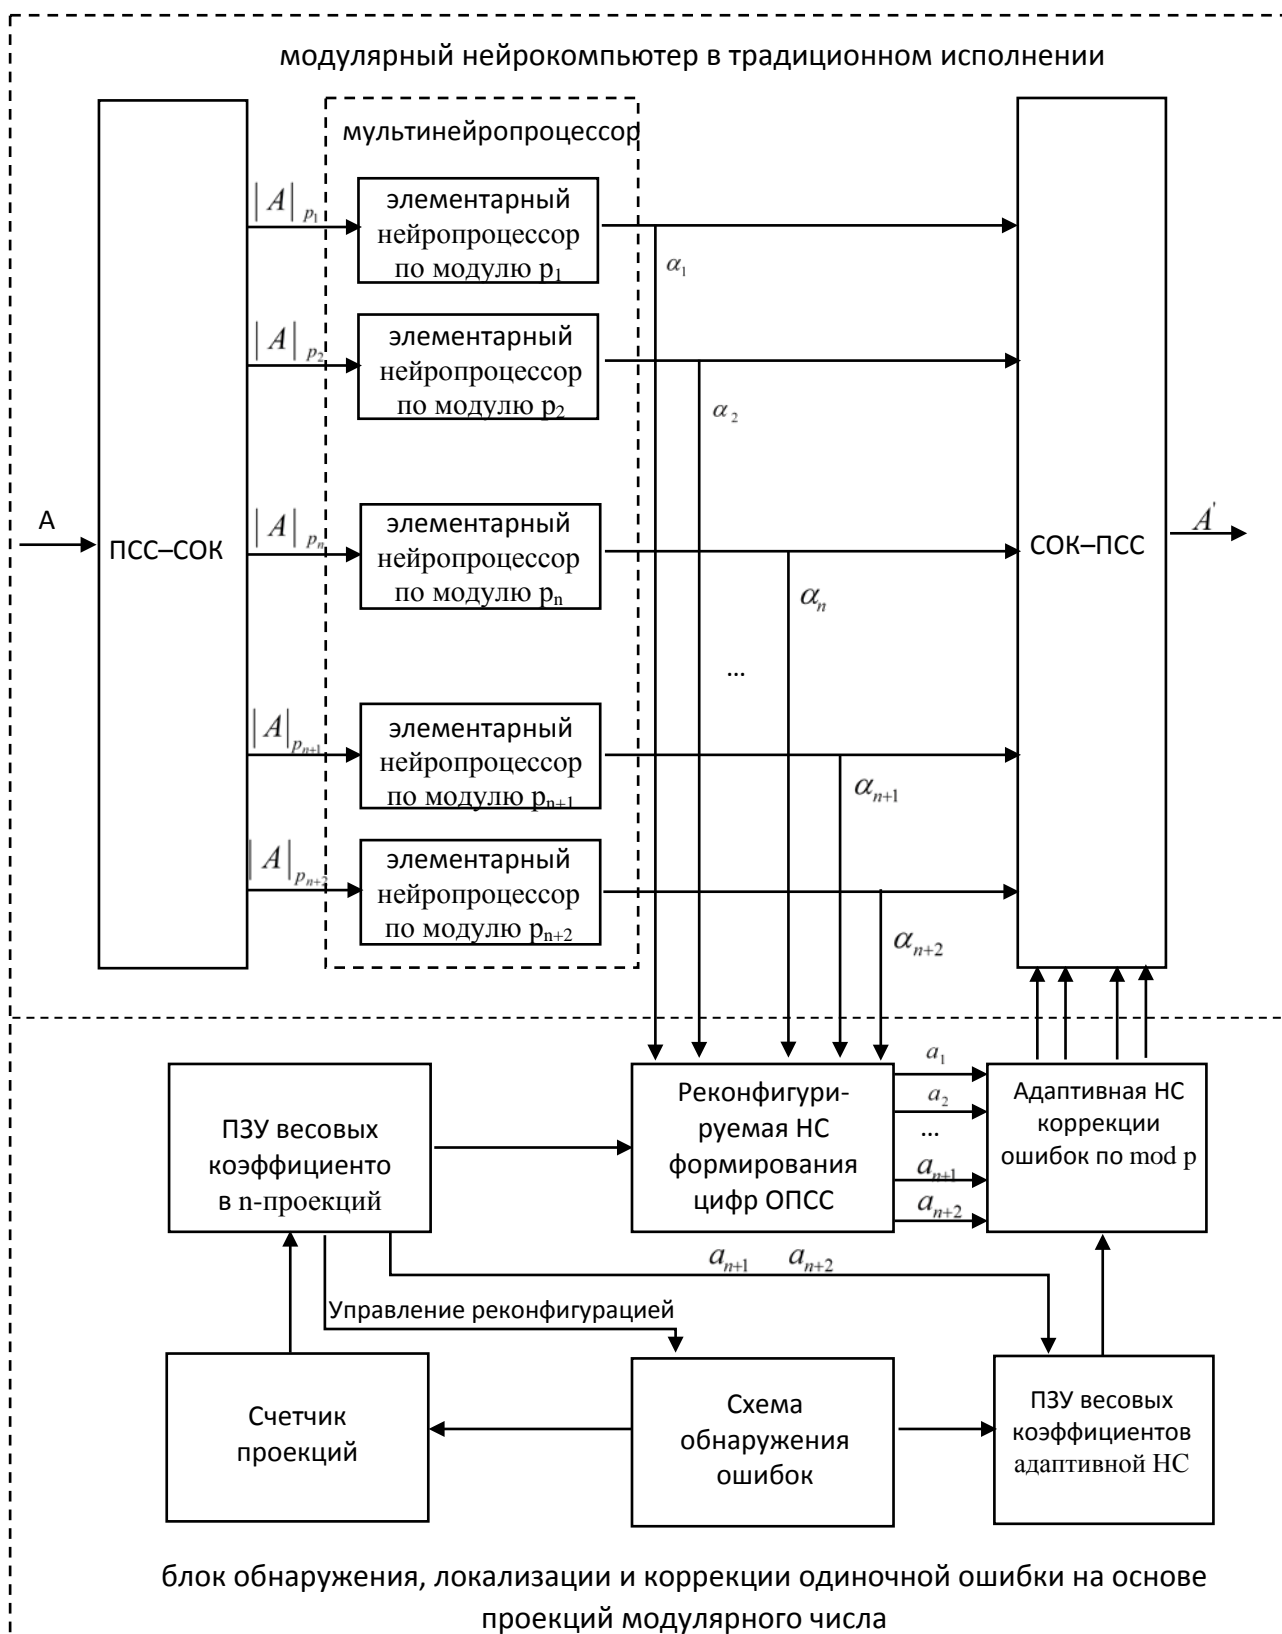 модулярный нейрокомпьютер в традиционном исполнении
мультинейропроцессор
|A| p₁
элементарный
нейропроцессор
по модулю p₁
α₁
|A| p₂
элементарный
нейропроцессор
по модулю p₂
α₂
A
ПСС–СОК
|A| pₙ
элементарный
нейропроцессор
по модулю pₙ
αₙ
СОК–ПСС
A'
...
|A| pₙ₊₁
элементарный
нейропроцессор
по модулю pₙ₊₁
αₙ₊₁
|A| pₙ₊₂
элементарный
нейропроцессор
по модулю pₙ₊₂
αₙ₊₂
ПЗУ весовых
коэффициенто
в n-проекций
Реконфигури-
руемая НС
формирования
цифр ОПСС
a₁
a₂
...
aₙ₊₁
aₙ₊₂
Адаптивная НС
коррекции
ошибок по mod p
aₙ₊₁ aₙ₊₂
Управление реконфигурацией
Счетчик
проекций
Схема
обнаружения
ошибок
ПЗУ весовых
коэффициентов
адаптивной НС
блок обнаружения, локализации и коррекции одиночной ошибки на основе
проекций модулярного числа